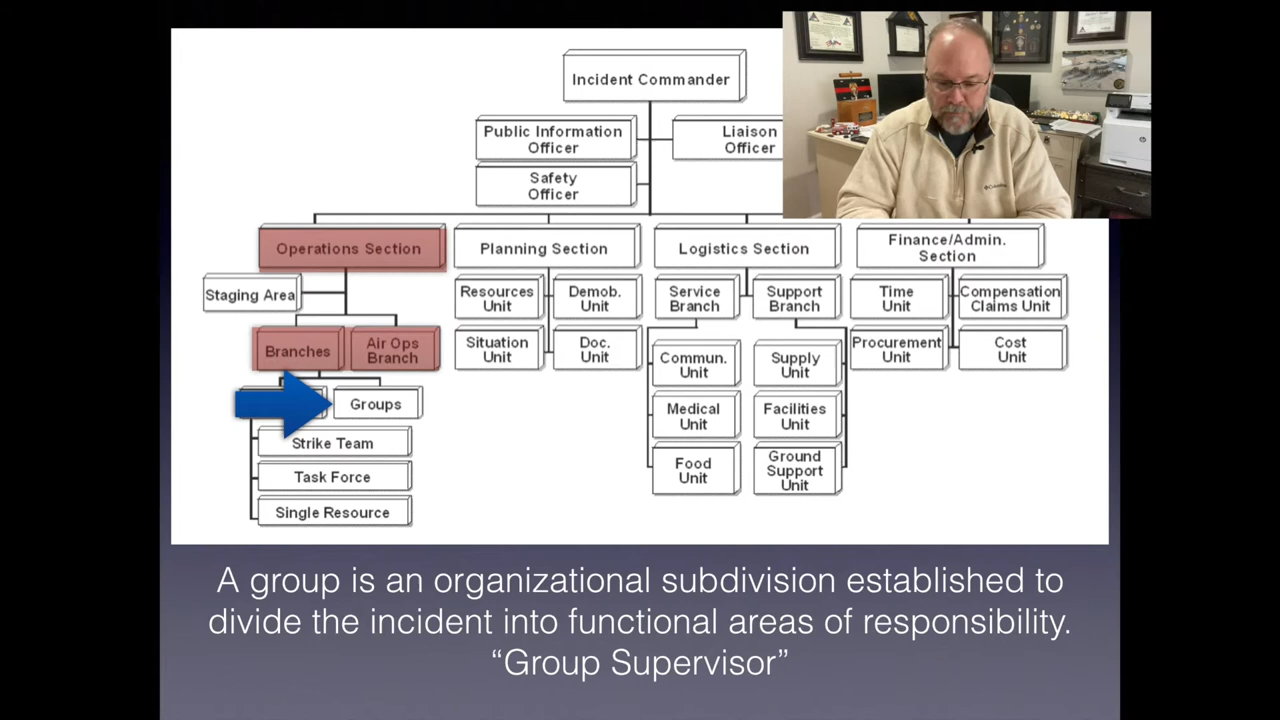 Incident Commander
Public Information
Officer
Liaison
Officer
Safety
Officer
Operations Section
Planning Section
Logistics Section
Finance/Admin.
Section
Staging Area
Resources
Unit
Demob.
Unit
Service
Branch
Support
Branch
Time
Unit
Compensation
Claims Unit
Branches
Air Ops
Branch
Situation
Unit
Doc.
Unit
Commun.
Unit
Supply
Unit
Procurement
Unit
Cost
Unit
Groups
Medical
Unit
Facilities
Unit
Strike Team
Task Force
Single Resource
Food
Unit
Ground
Support
Unit
Columbia
A group is an organizational subdivision established to
divide the incident into functional areas of responsibility.
“Group Supervisor”